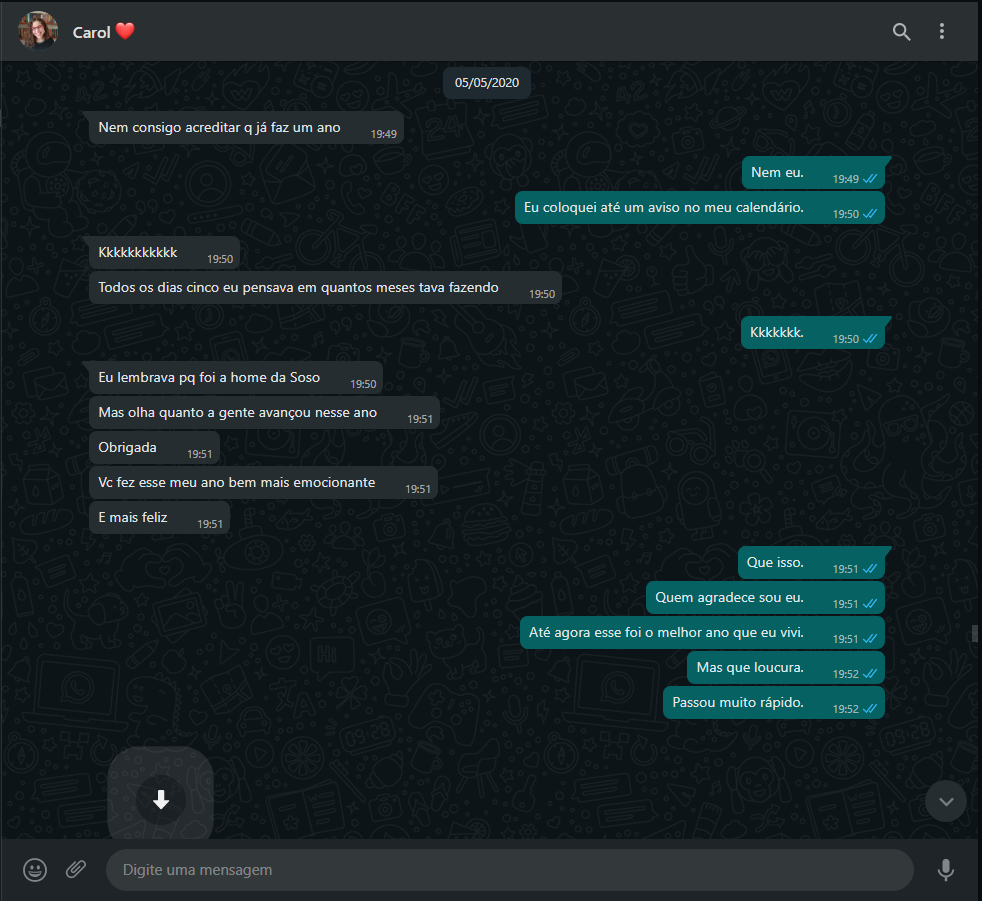 Carol ❤️
05/05/2020
Nem consigo acreditar q já faz um ano 19:49
Nem eu. 19:49
Eu coloquei até um aviso no meu calendário. 19:50
Kkkkkkkkkkk 19:50
Todos os dias cinco eu pensava em quantos meses tava fazendo 19:50
Kkkkkkk. 19:50
Eu lembrava pq foi a home da Soso 19:50
Mas olha quanto a gente avançou nesse ano 19:51
Obrigada 19:51
Vc fez esse meu ano bem mais emocionante 19:51
E mais feliz 19:51
Que isso. 19:51
Quem agradece sou eu. 19:51
Até agora esse foi o melhor ano que eu vivi. 19:51
Mas que loucura. 19:52
Passou muito rápido. 19:52
Digite uma mensagem